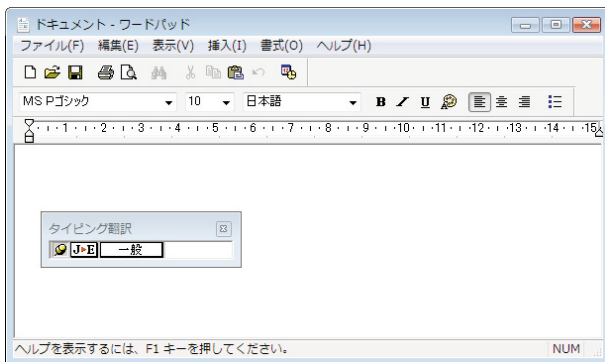 ドキュメント - ワードパッド
ファイル(F) 編集(E) 表示(V) 挿入(I) 書式(O) ヘルプ(H)
MS Pゴシック 10 日本語 B I U
1 2 3 4 5 6 7 8 9 10 11 12 13 14 15
タイピング翻訳
J▸E 一般
ヘルプを表示するには、F1 キーを押してください。 NUM